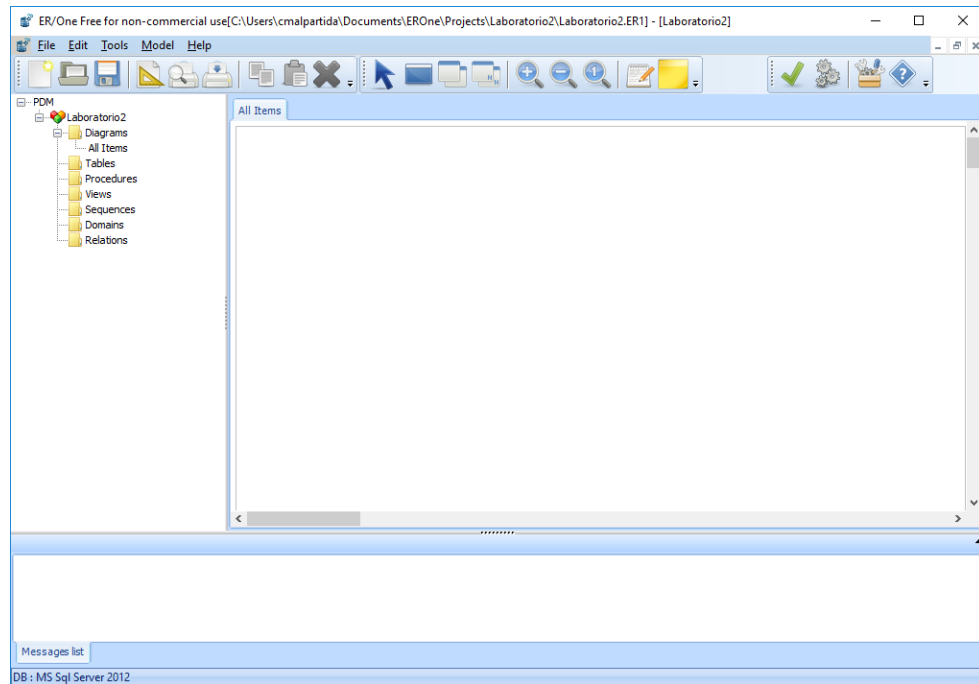 ER/One Free for non-commercial use[C:\Users\cmalpartida\Documents\EROne\Projects\Laboratorio2\Laboratorio2.ER1] - [Laboratorio2]
File Edit Tools Model Help
PDM
Laboratorio2
Diagrams
All Items
Tables
Procedures
Views
Sequences
Domains
Relations
All Items
Messages list
DB : MS Sql Server 2012